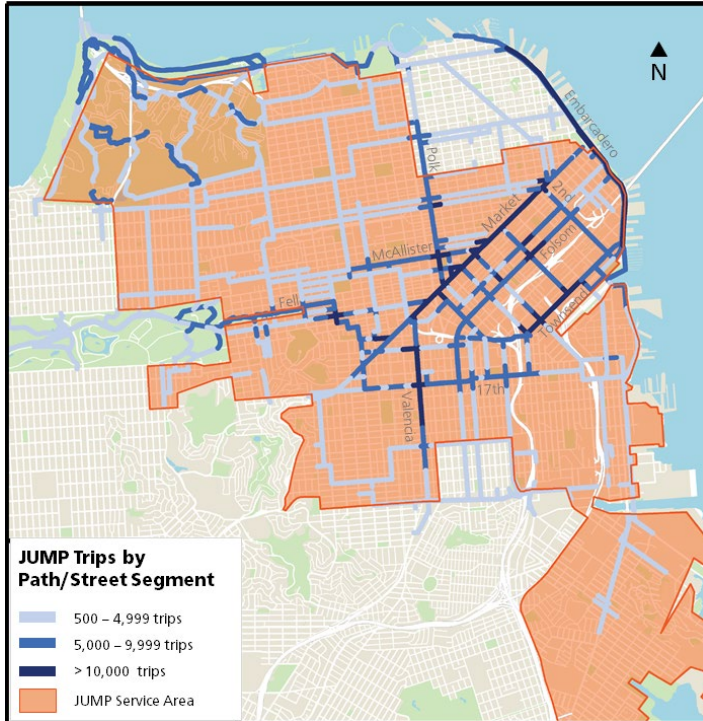 N
Embarcadero
Polk
2nd
Market
Folsom
McAllister
Townsend
Fell
17th
Valencia
JUMP Trips by
Path/Street Segment
500 – 4,999 trips
5,000 – 9,999 trips
> 10,000 trips
JUMP Service Area